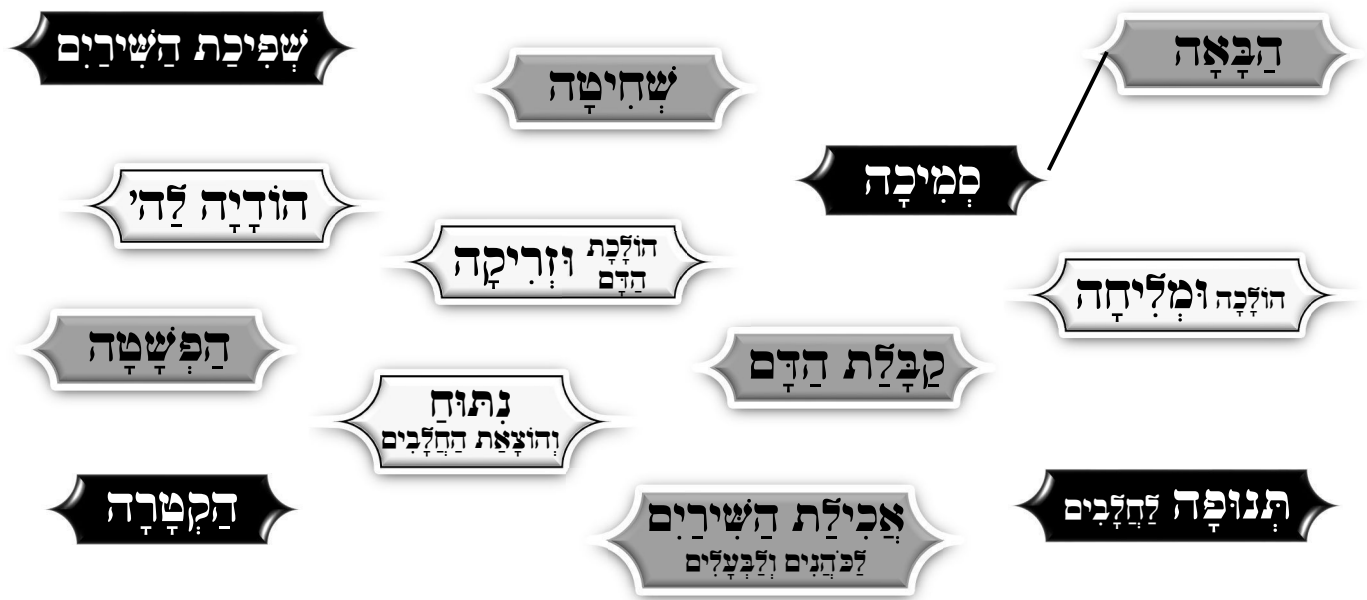 הַבָּאָה
שְׁפִיכַת הַשִּׁירַיִם
שְׁחִיטָה
סְמִיכָה
הוֹדָיָה לַה'
הוֹלָכַת הַדָּם וּזְרִיקָה
הוֹלָכָה וּמְלִיחָה
הַפְשָׁטָה
קַבָּלַת הַדָּם
נִתּוּחַ
וְהוֹצָאַת הַחֲלָבִים
תְּנוּפָה לַחֲלָבִים
הַקְטָרָה
אֲכִילַת הַשִּׁירַיִם
לַכֹּהֲנִים וְלַבְּעָלִים